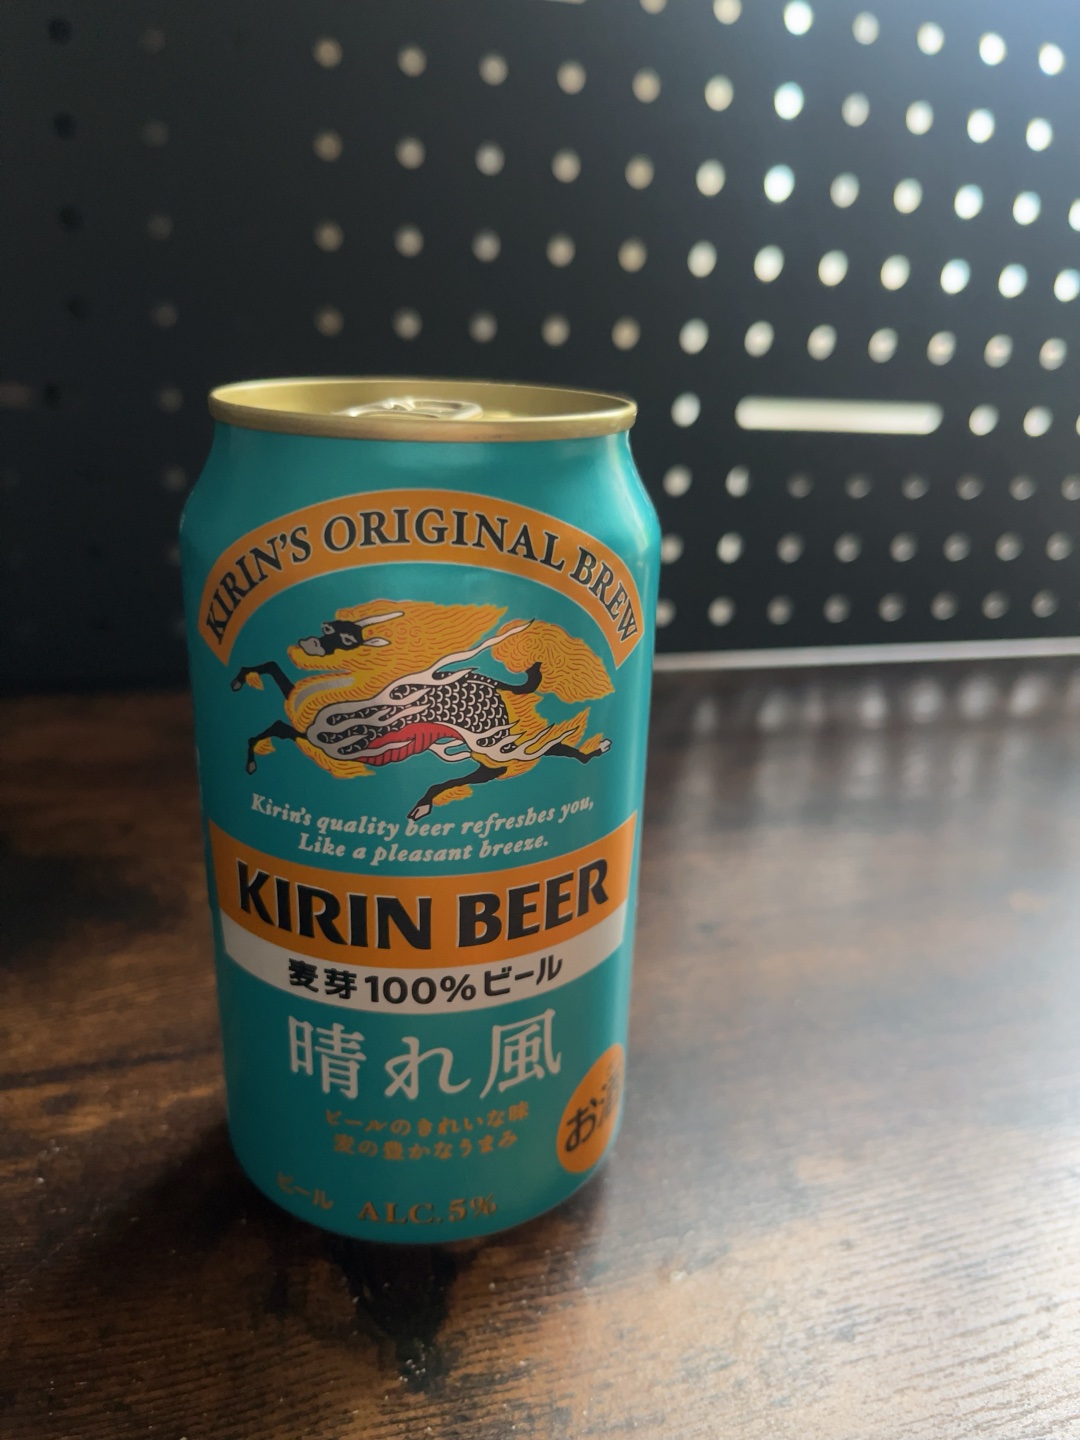 KIRIN'S ORIGINAL BREW
Kirin's quality beer refreshes you,
Like a pleasant breeze.
KIRIN BEER
麦芽100%ビール
晴れ風
ビールのきれいな味
麦の豊かなうまみ
お酒
ビール ALC. 5%